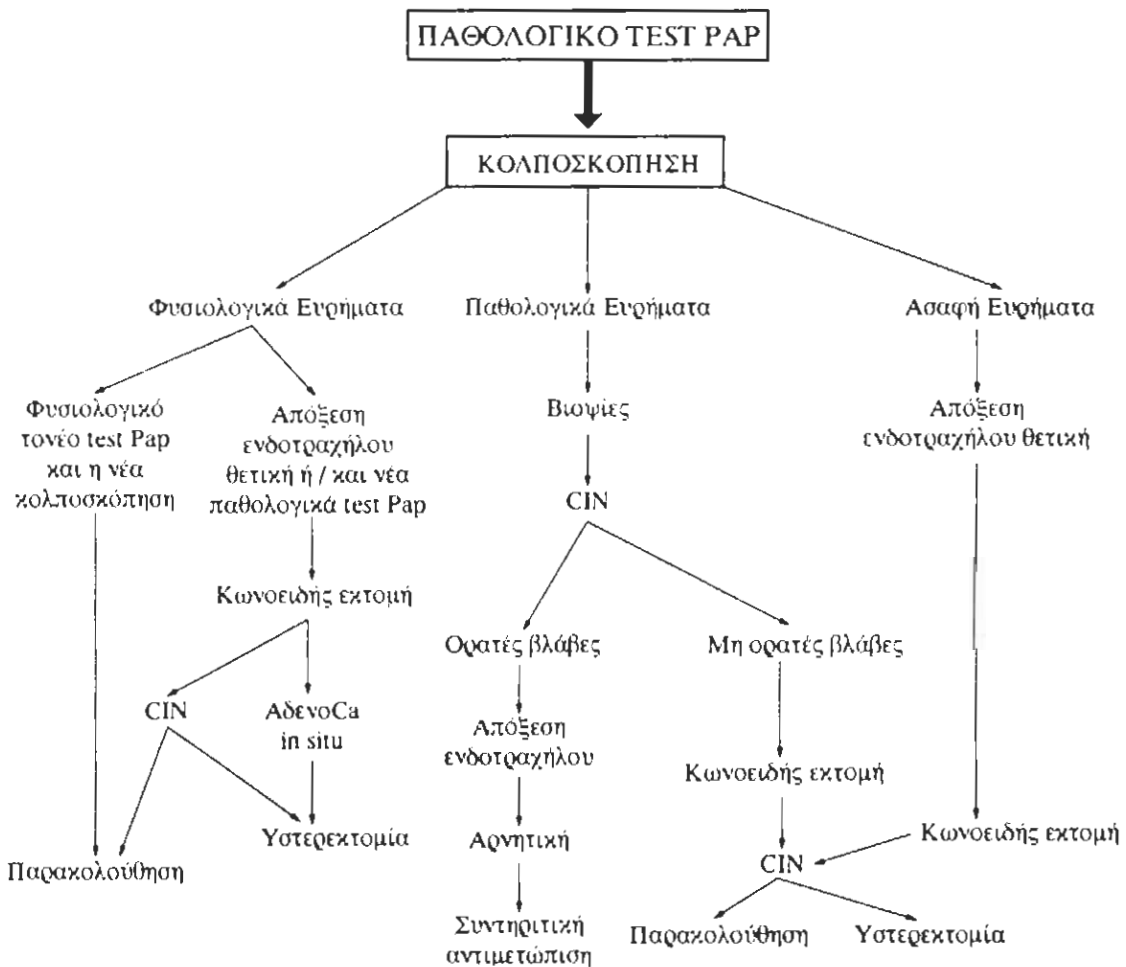 ΠΑΘΟΛΟΓΙΚΟ TEST PAP
ΚΟΛΠΟΣΚΟΠΗΣΗ
Φυσιολογικά Ευρήματα
Παθολογικά Ευρήματα
Ασαφή Ευρήματα
Φυσιολογικό
τονέο test Pap
και η νέα
κολποσκόπηση
Απόξεση
ενδοτραχήλου
θετική ή / και νέα
παθολογικά test Pap
Βιοψίες
Απόξεση
ενδοτραχήλου θετική
CIN
Κωνοειδής εκτομή
Ορατές βλάβες
Μη ορατές βλάβες
CIN
ΑδενοCa
in situ
Απόξεση
ενδοτραχήλου
Κωνοειδής εκτομή
Υστερεκτομία
Αρνητική
Κωνοειδής εκτομή
Παρακολούθηση
CIN
Συντηριτική
αντιμετώπιση
Παρακολούθηση
Υστερεκτομία